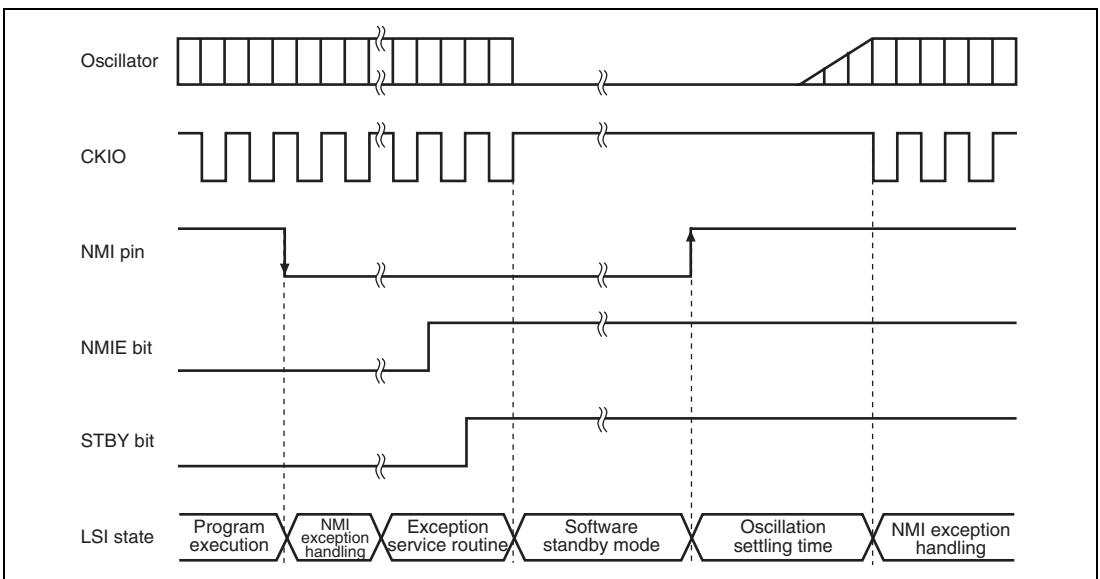 Oscillator
CKIO
NMI pin
NMIE bit
STBY bit
LSI state
Program
execution
NMI
exception
handling
Exception
service routine
Software
standby mode
Oscillation
settling time
NMI exception
handling